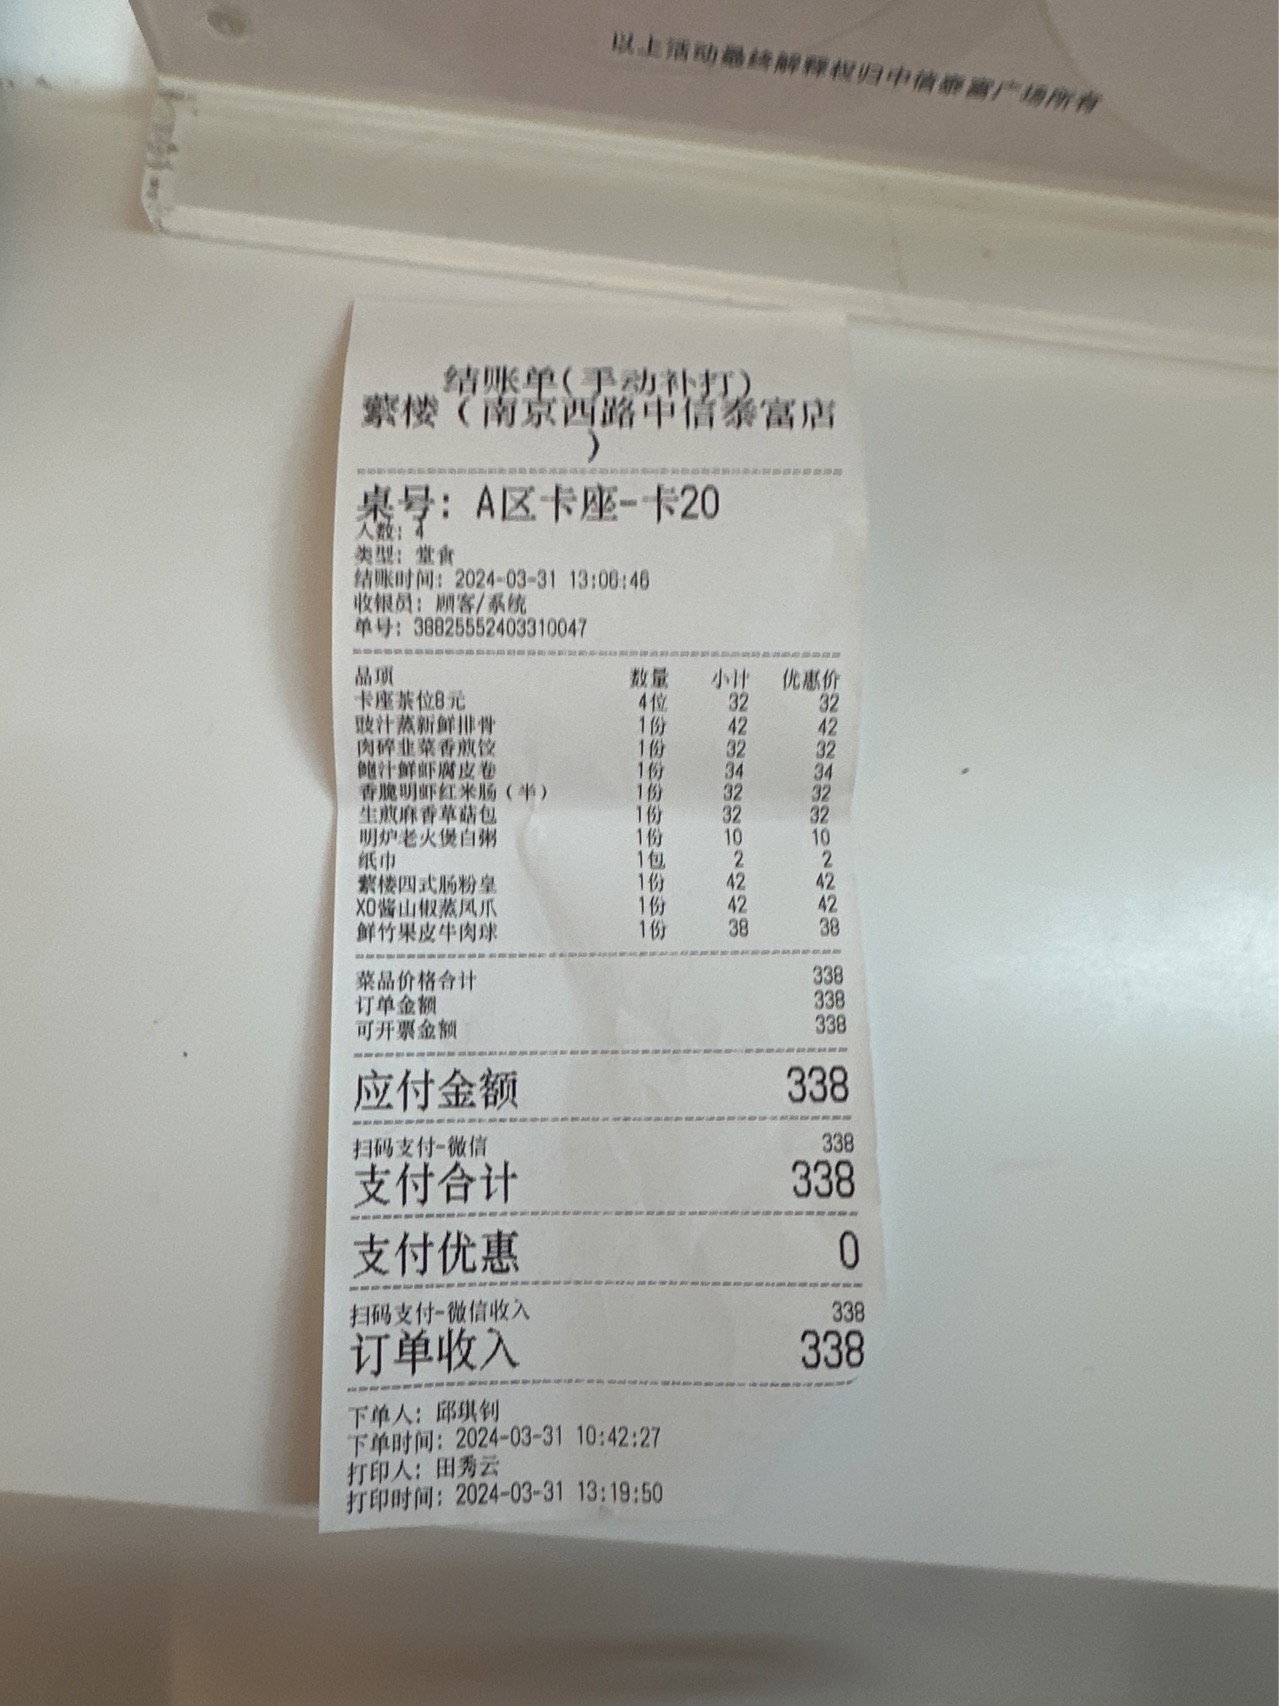 以上活动最终解释权归中信泰富广场所有
结账单(手动补打)
蘩楼（南京西路中信泰富店
）
桌号: A区卡座-卡20
人数: 4
类型: 堂食
结账时间: 2024-03-31 13:06:46
收银员: 顾客/系统
单号: 38825552403310047
品项 数量 小计 优惠价
卡座茶位8元 4位 32 32
豉汁蒸新鲜排骨 1份 42 42
肉碎韭菜香煎饺 1份 32 32
鲍汁鲜虾腐皮卷 1份 34 34
香脆明虾红米肠（半） 1份 32 32
生煎麻香草菇包 1份 32 32
明炉老火煲白粥 1份 10 10
纸巾 1包 2 2
蘩楼四式肠粉皇 1份 42 42
XO酱山椒蒸凤爪 1份 42 42
鲜竹果皮牛肉球 1份 38 38
菜品价格合计 338
订单金额 338
可开票金额 338
应付金额 338
扫码支付-微信 338
支付合计 338
支付优惠 0
扫码支付-微信收入 338
订单收入 338
下单人: 邱琪钊
下单时间: 2024-03-31 10:42:27
打印人: 田秀云
打印时间: 2024-03-31 13:19:50